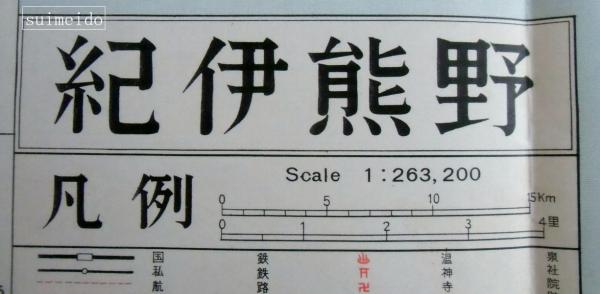 suimeido
紀伊熊野
凡例
Scale 1:263,200
0 5 10 15Km
0 1 2 3 4里
国鉄 温泉
私鉄 神社
航路 卍 寺院